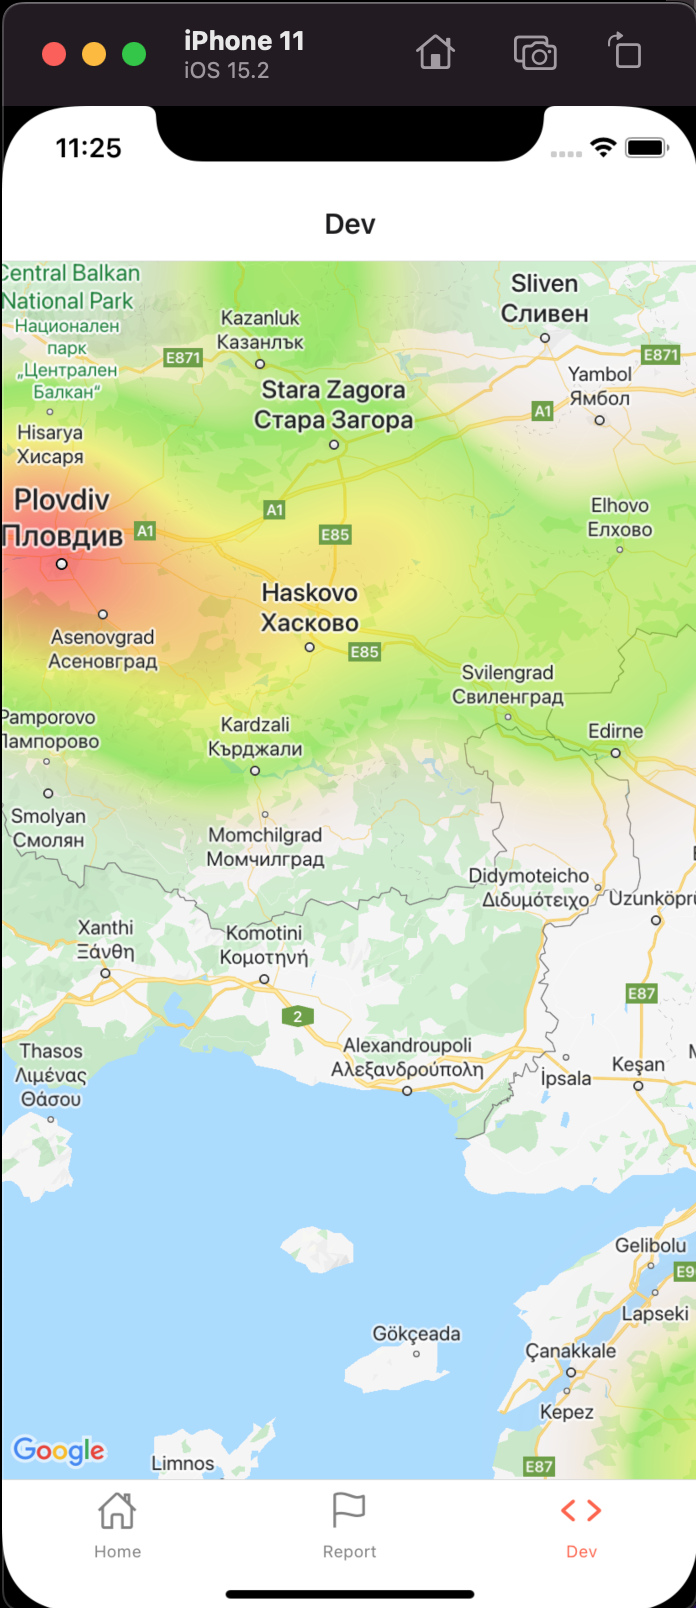 iPhone 11
iOS 15.2
11:25
Dev
Central Balkan
National Park
Национален
парк
„Централен
Балкан“
Sliven
Сливен
Kazanluk
Казанлък
E871
E871
Yambol
Ямбол
Stara Zagora
Стара Загора
A1
Hisarya
Хисаря
Plovdiv
Пловдив
A1
A1
E85
Elhovo
Елхово
Haskovo
Хасково
E85
Asenovgrad
Асеновград
Svilengrad
Свиленград
Pamporovo
Пампорово
Kardzali
Кърджали
Edirne
Smolyan
Смолян
Momchilgrad
Момчилград
Didymoteicho
Διδυμότειχο
Uzunköprü
Xanthi
Ξάνθη
Komotini
Κομοτηνή
E87
2
Thasos
Λιμένας
Θάσου
Alexandroupoli
Αλεξανδρούπολη
İpsala
Keşan
Gelibolu
E9
Lapseki
Gökçeada
Çanakkale
Kepez
Google
Limnos
E87
Home
Report
Dev